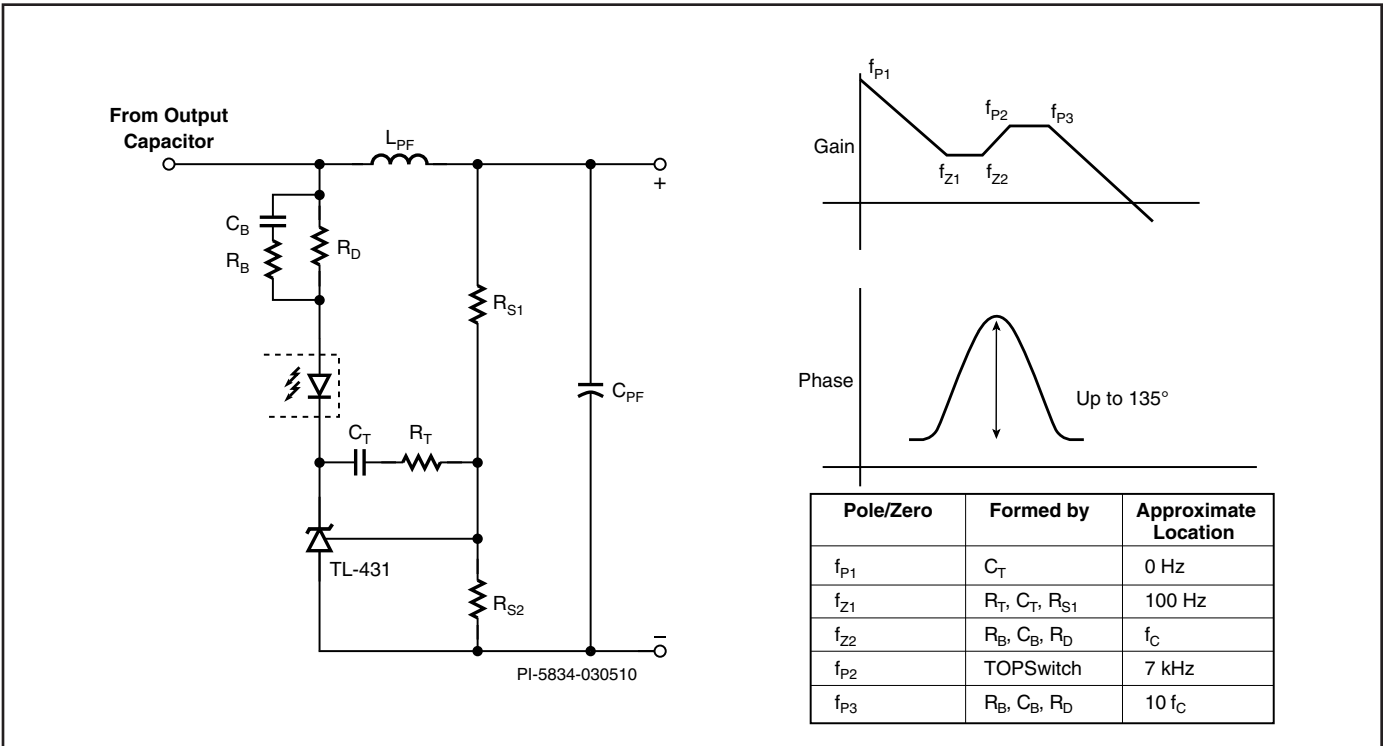 From Output
Capacitor
L_PF
+
C_B
R_B
R_D
R_S1
C_PF
C_T
R_T
TL-431
R_S2
–
PI-5834-030510
Gain
f_P1
f_P2
f_P3
f_Z1
f_Z2
Phase
Up to 135°
Pole/Zero Formed by Approximate Location
f_P1 C_T 0 Hz
f_Z1 R_T, C_T, R_S1 100 Hz
f_Z2 R_B, C_B, R_D f_C
f_P2 TOPSwitch 7 kHz
f_P3 R_B, C_B, R_D 10 f_C